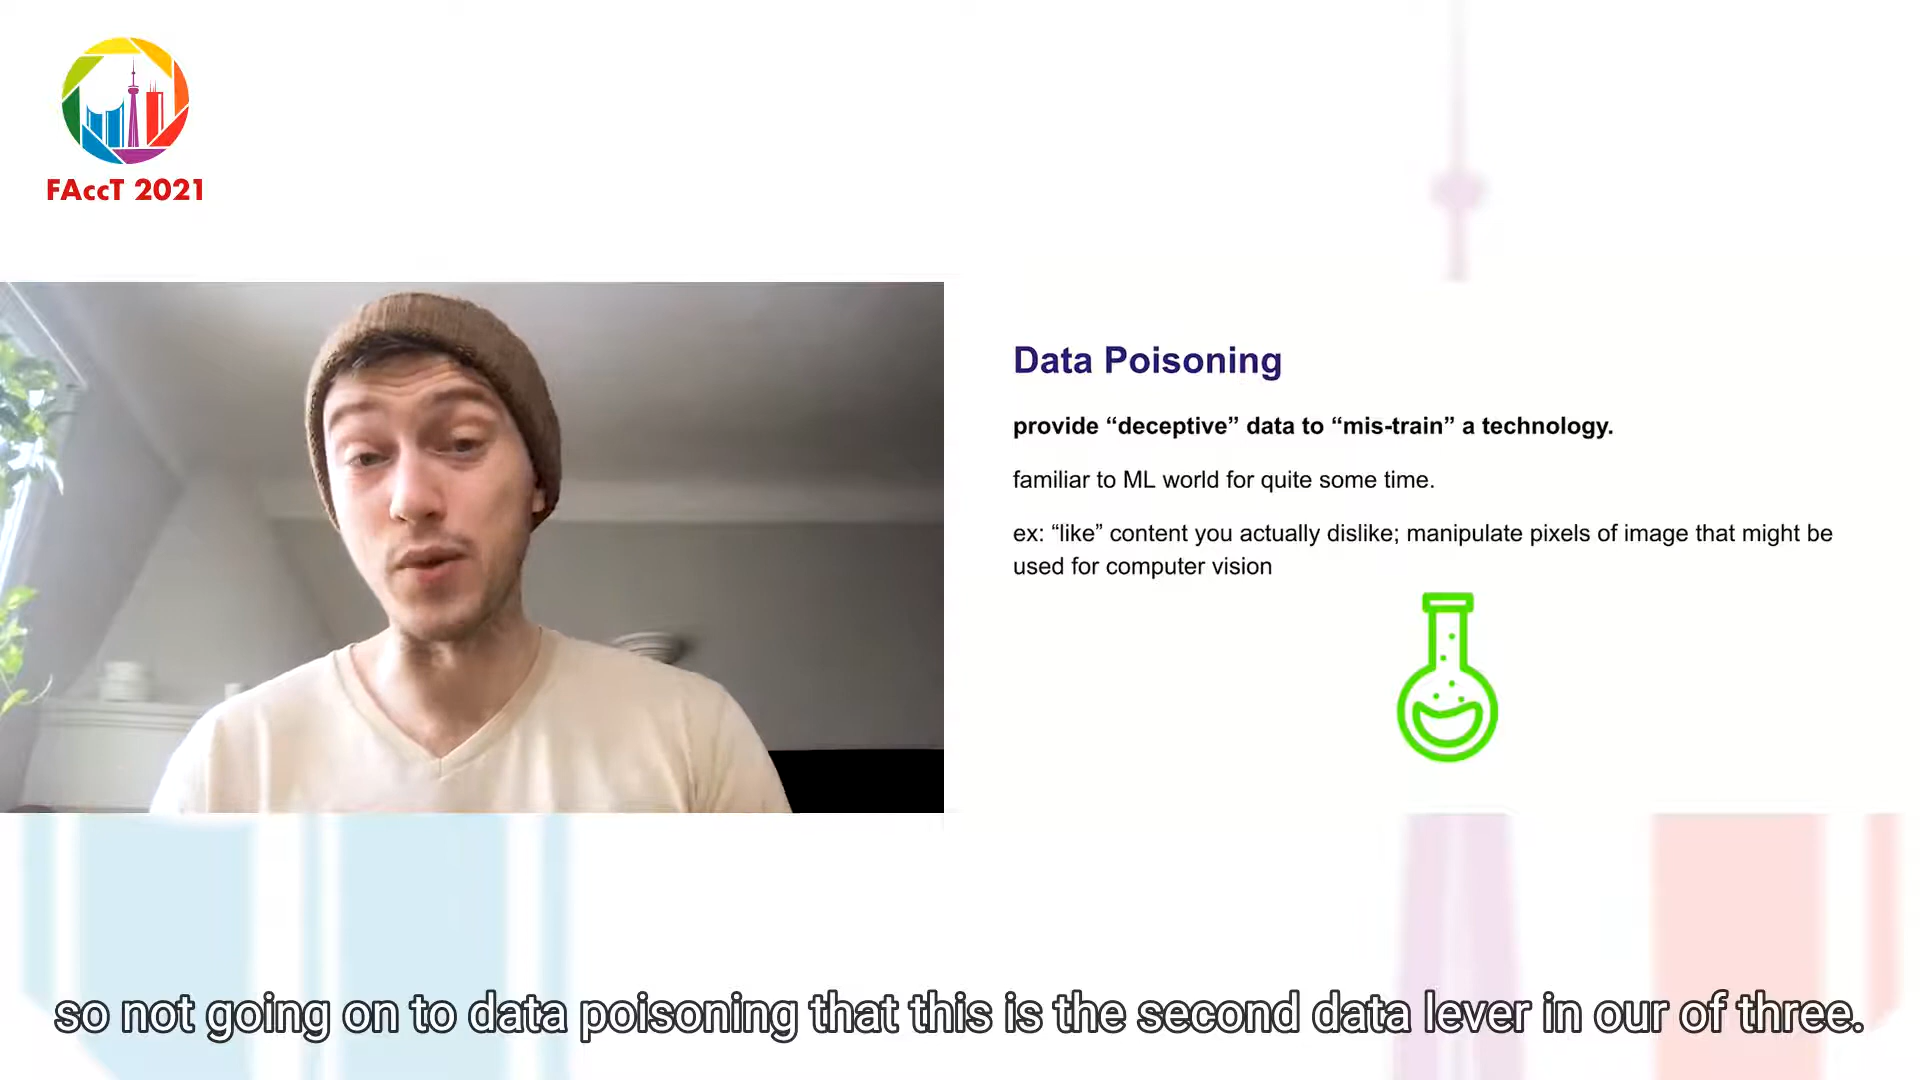 FAccT 2021
Data Poisoning
provide “deceptive” data to “mis-train” a technology.
familiar to ML world for quite some time.
ex: “like” content you actually dislike; manipulate pixels of image that might be
used for computer vision
so not going on to data poisoning that this is the second data lever in our of three.